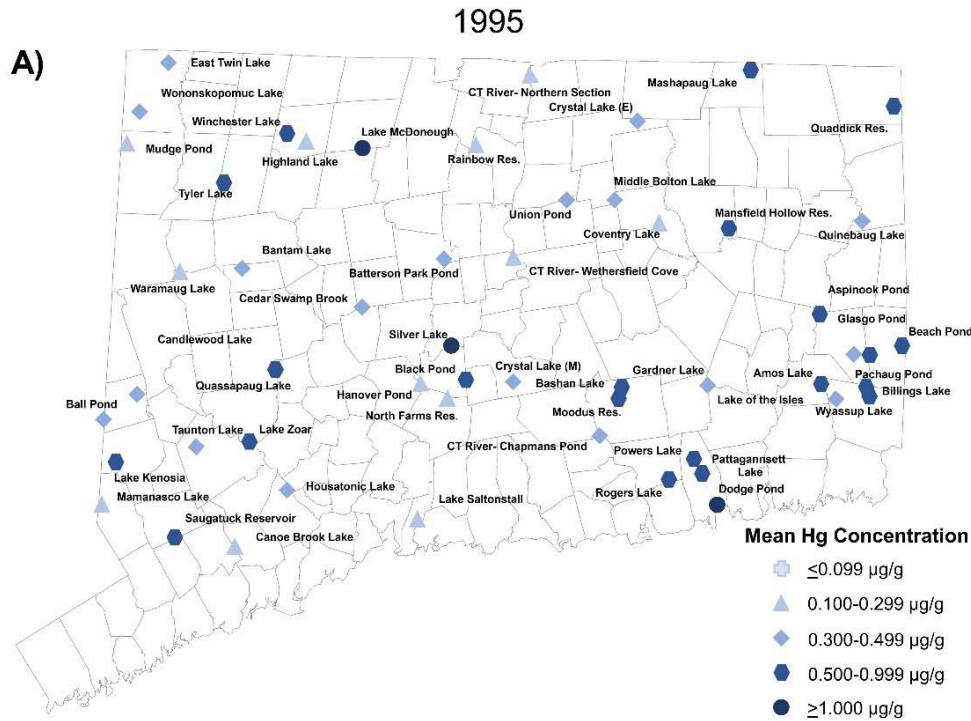 1995
A)
East Twin Lake
Wononskopomuc Lake
Winchester Lake
Mudge Pond
Highland Lake
Lake McDonough
Tyler Lake
CT River- Northern Section
Crystal Lake (E)
Rainbow Res.
Mashapaug Lake
Quaddick Res.
Middle Bolton Lake
Union Pond
Mansfield Hollow Res.
Coventry Lake
Quinebaug Lake
Bantam Lake
Batterson Park Pond
CT River- Wethersfield Cove
Waramaug Lake
Cedar Swamp Brook
Aspinook Pond
Glasgo Pond
Beach Pond
Candlewood Lake
Silver Lake
Black Pond
Crystal Lake (M)
Gardner Lake
Quassapaug Lake
Hanover Pond
Bashan Lake
Amos Lake
Pachaug Pond
Billings Lake
Lake of the Isles
Wyassup Lake
North Farms Res.
Moodus Res.
Ball Pond
Taunton Lake
Lake Zoar
CT River- Chapmans Pond
Powers Lake
Pattagannsett
Lake
Lake Kenosia
Rogers Lake
Dodge Pond
Mamanasco Lake
Housatonic Lake
Lake Saltonstall
Saugatuck Reservoir
Canoe Brook Lake
Mean Hg Concentration
≤0.099 µg/g
0.100-0.299 µg/g
0.300-0.499 µg/g
0.500-0.999 µg/g
≥1.000 µg/g